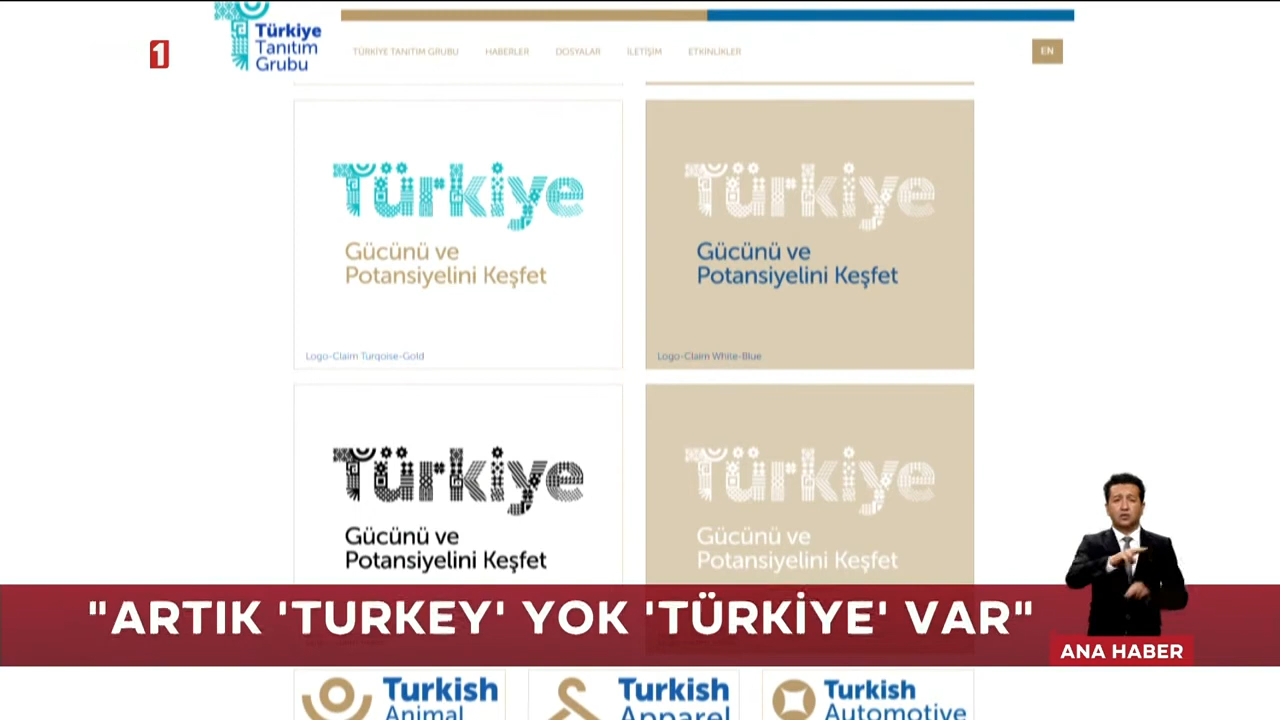 Türkiye
Tanıtım
Grubu
TÜRKİYE TANITIM GRUBU
HABERLER
DOSYALAR
İLETİŞİM
ETKİNLİKLER
EN
1
Türkiye
Gücünü ve
Potansiyelini Keşfet
Logo-Claim Turqoise-Gold
Türkiye
Gücünü ve
Potansiyelini Keşfet
Logo-Claim White-Blue
Türkiye
Gücünü ve
Potansiyelini Keşfet
Türkiye
Gücünü ve
Potansiyelini Keşfet
"ARTIK 'TURKEY' YOK 'TÜRKİYE' VAR"
ANA HABER
Turkish
Animal
Turkish
Apparel
Turkish
Automotive